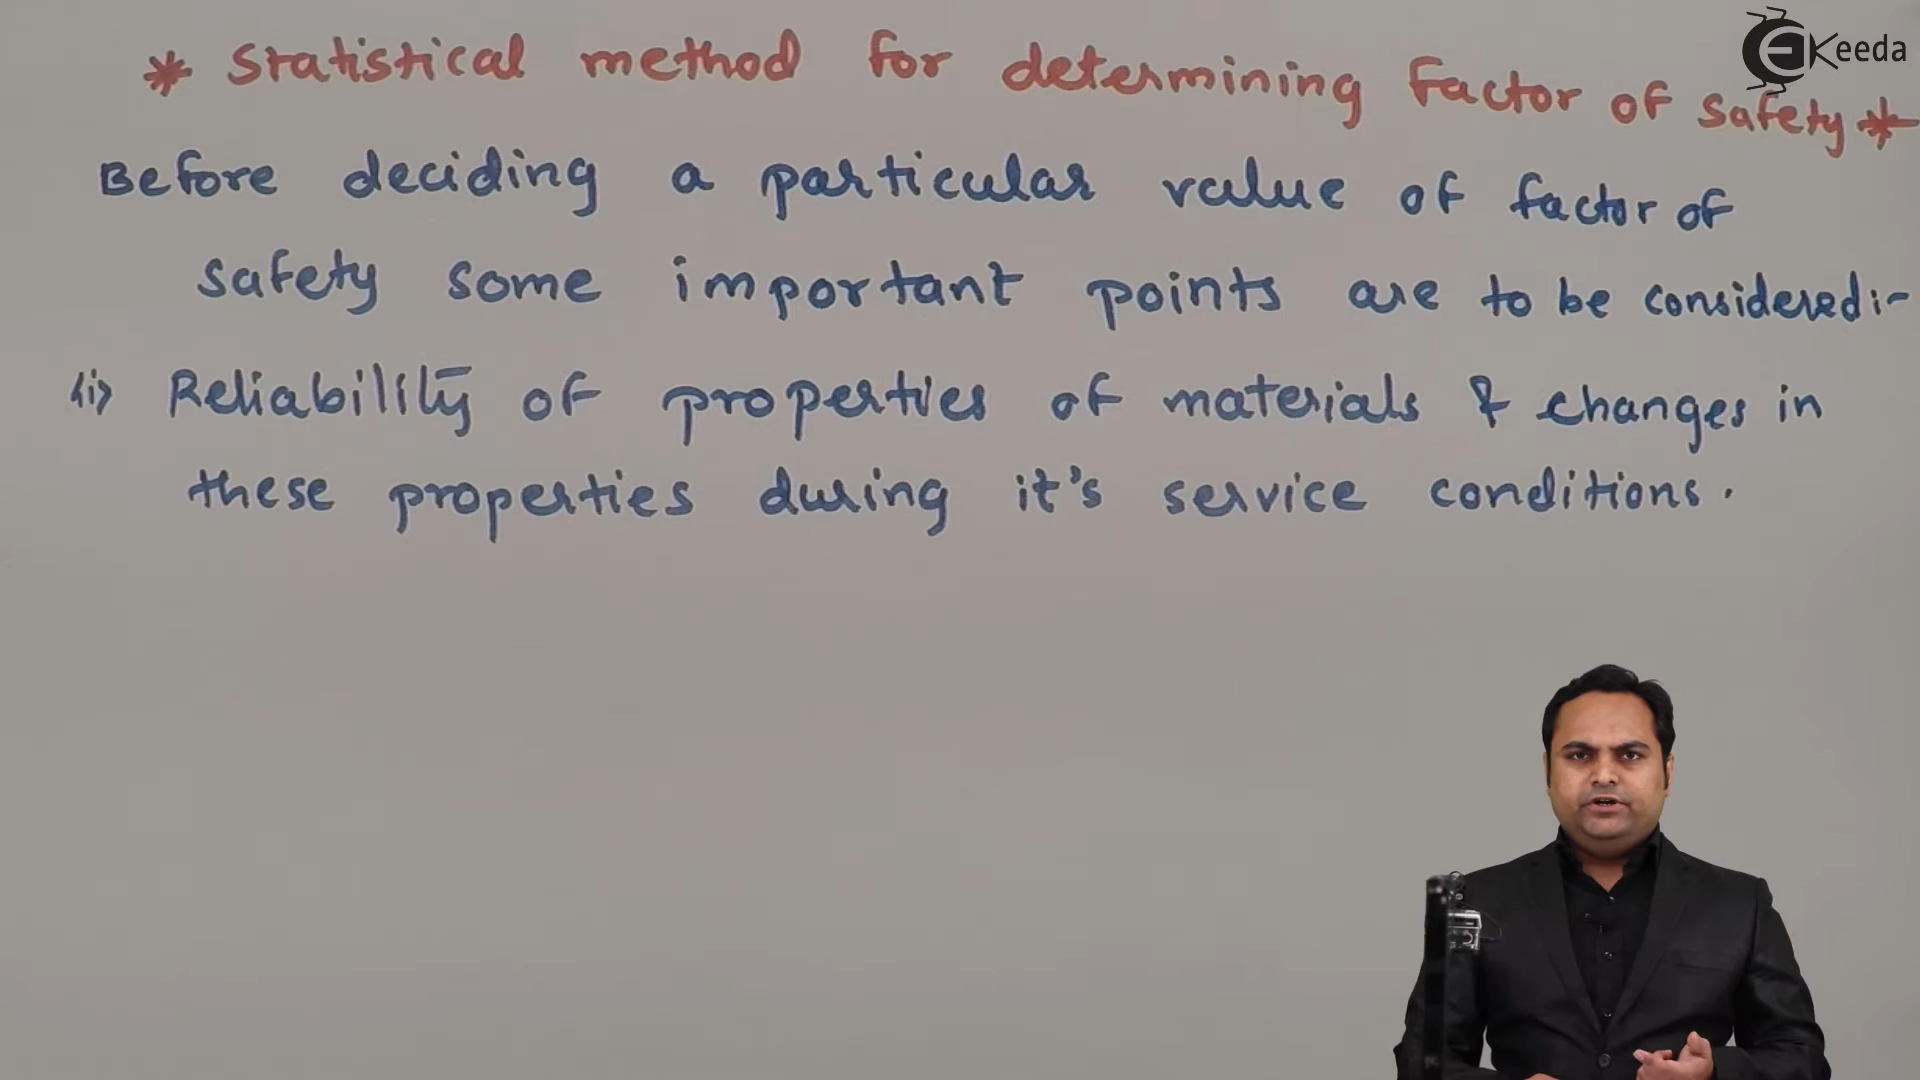 * Statistical method for determining Factor of Safety *
EKeeda
Before deciding a particular value of factor of
safety some important points are to be considered:-
(i) Reliability of properties of materials & changes in
these properties during it's service conditions.